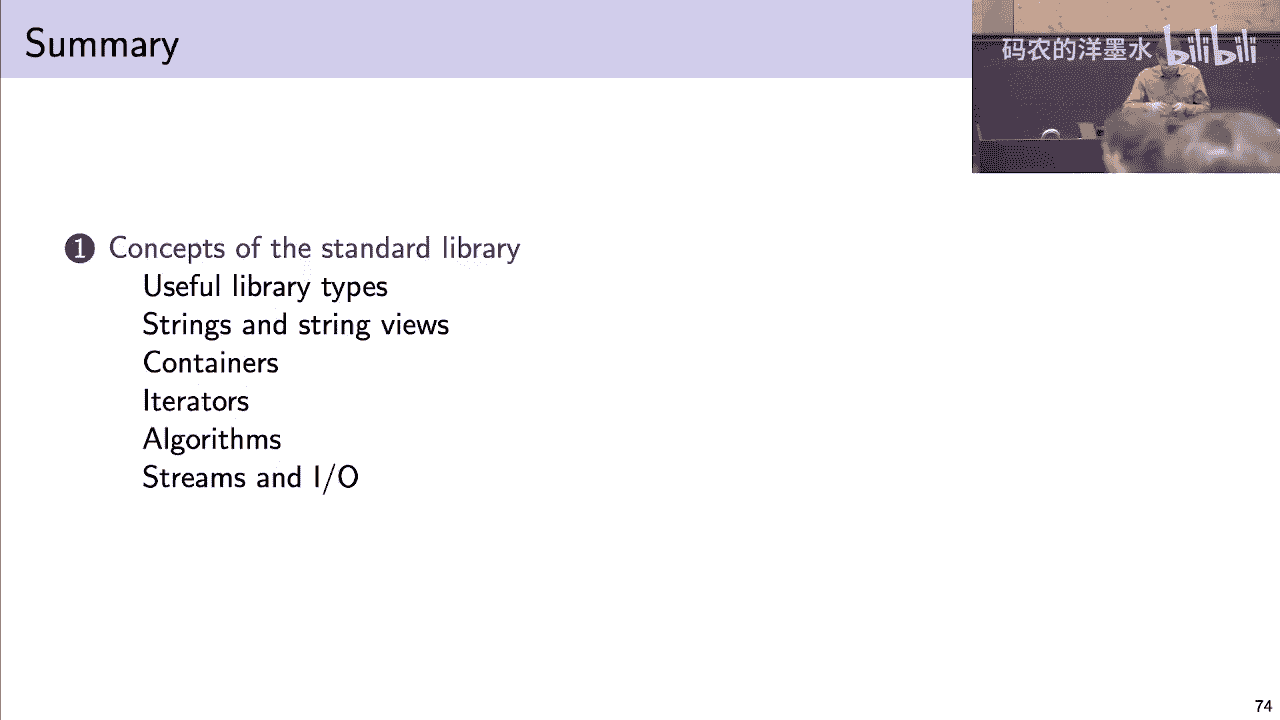 Summary
码农的洋墨水 bilibili
1 Concepts of the standard library
Useful library types
Strings and string views
Containers
Iterators
Algorithms
Streams and I/O
74